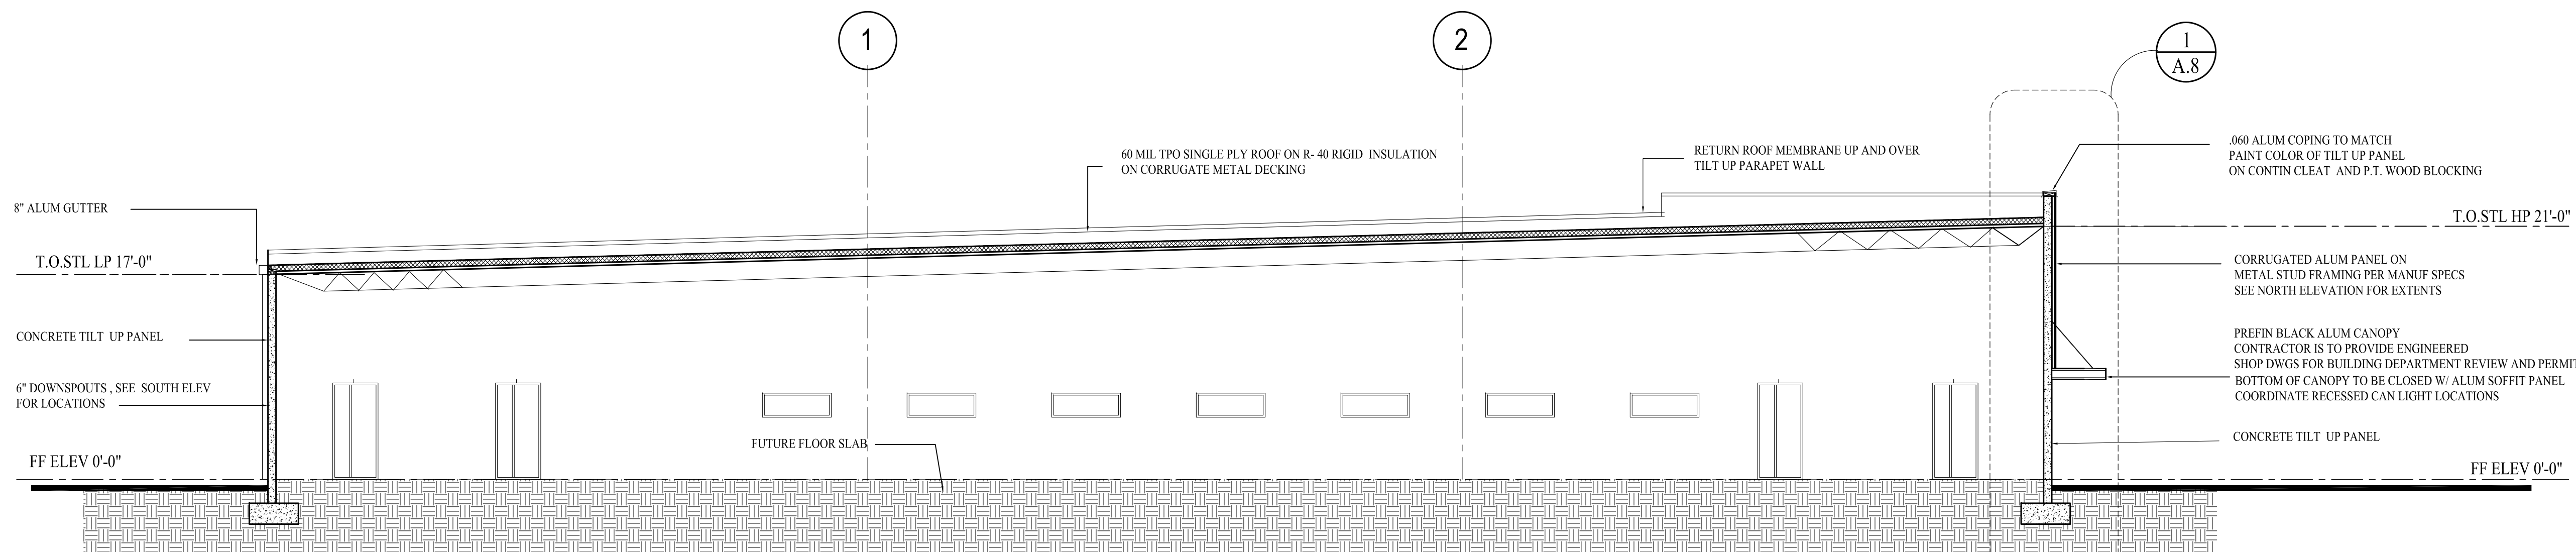 1
2
1
A.8
60 MIL TPO SINGLE PLY ROOF ON R- 40 RIGID INSULATION
ON CORRUGATE METAL DECKING
RETURN ROOF MEMBRANE UP AND OVER
TILT UP PARAPET WALL
.060 ALUM COPING TO MATCH
PAINT COLOR OF TILT UP PANEL
ON CONTIN CLEAT AND P.T. WOOD BLOCKING
8" ALUM GUTTER
T.O.STL HP 21'-0"
T.O.STL LP 17'-0"
CORRUGATED ALUM PANEL ON
METAL STUD FRAMING PER MANUF SPECS
SEE NORTH ELEVATION FOR EXTENTS
CONCRETE TILT UP PANEL
PREFIN BLACK ALUM CANOPY
CONTRACTOR IS TO PROVIDE ENGINEERED
SHOP DWGS FOR BUILDING DEPARTMENT REVIEW AND PERMIT
BOTTOM OF CANOPY TO BE CLOSED W/ ALUM SOFFIT PANEL
COORDINATE RECESSED CAN LIGHT LOCATIONS
6" DOWNSPOUTS , SEE SOUTH ELEV
FOR LOCATIONS
FUTURE FLOOR SLAB
CONCRETE TILT UP PANEL
FF ELEV 0'-0"
FF ELEV 0'-0"